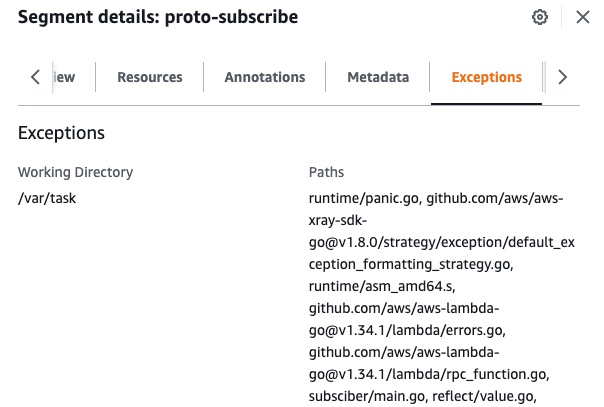 Segment details: proto-subscribe
iew
Resources
Annotations
Metadata
Exceptions
Exceptions
Working Directory
/var/task
Paths
runtime/panic.go, github.com/aws/aws-
xray-sdk-
go@v1.8.0/strategy/exception/default_ex
ception_formatting_strategy.go,
runtime/asm_amd64.s,
github.com/aws/aws-lambda-
go@v1.34.1/lambda/errors.go,
github.com/aws/aws-lambda-
go@v1.34.1/lambda/rpc_function.go,
subsciber/main.go, reflect/value.go,